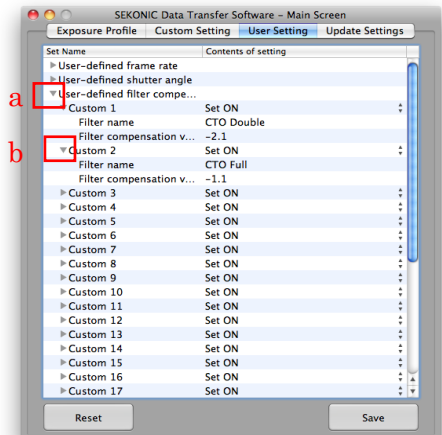 SEKONIC Data Transfer Software – Main Screen
Exposure Profile Custom Setting User Setting Update Settings
Set Name Contents of setting
User-defined frame rate
User-defined shutter angle
a
User-defined filter compe...
Custom 1 Set ON
Filter name CTO Double
Filter compensation v... -2.1
b
Custom 2 Set ON
Filter name CTO Full
Filter compensation v... -1.1
Custom 3 Set ON
Custom 4 Set ON
Custom 5 Set ON
Custom 6 Set ON
Custom 7 Set ON
Custom 8 Set ON
Custom 9 Set ON
Custom 10 Set ON
Custom 11 Set ON
Custom 12 Set ON
Custom 13 Set ON
Custom 14 Set ON
Custom 15 Set ON
Custom 16 Set ON
Custom 17 Set ON
Reset Save